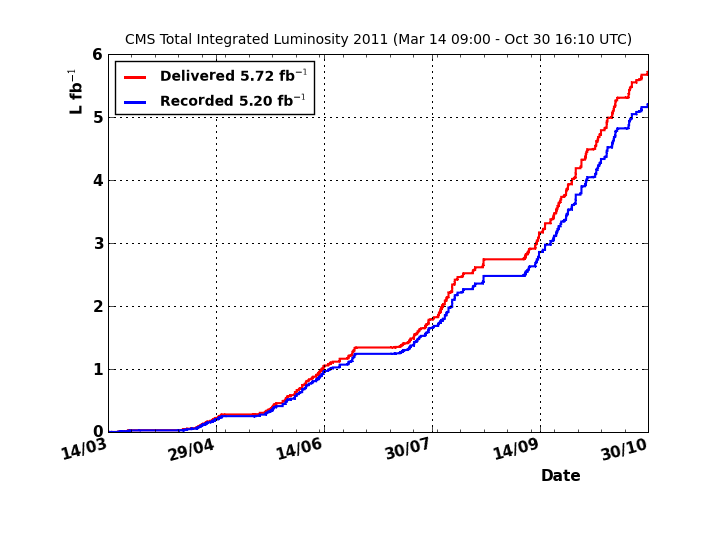 CMS Total Integrated Luminosity 2011 (Mar 14 09:00 - Oct 30 16:10 UTC)
L fb⁻¹
Delivered 5.72 fb⁻¹
Recorded 5.20 fb⁻¹
6
5
4
3
2
1
0
14/03 29/04 14/06 30/07 14/09 30/10
Date